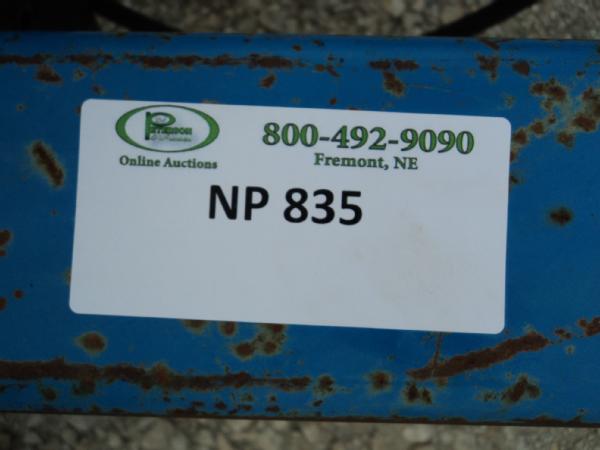 PETERSON
Online Auctions
800-492-9090
Fremont, NE
NP 835